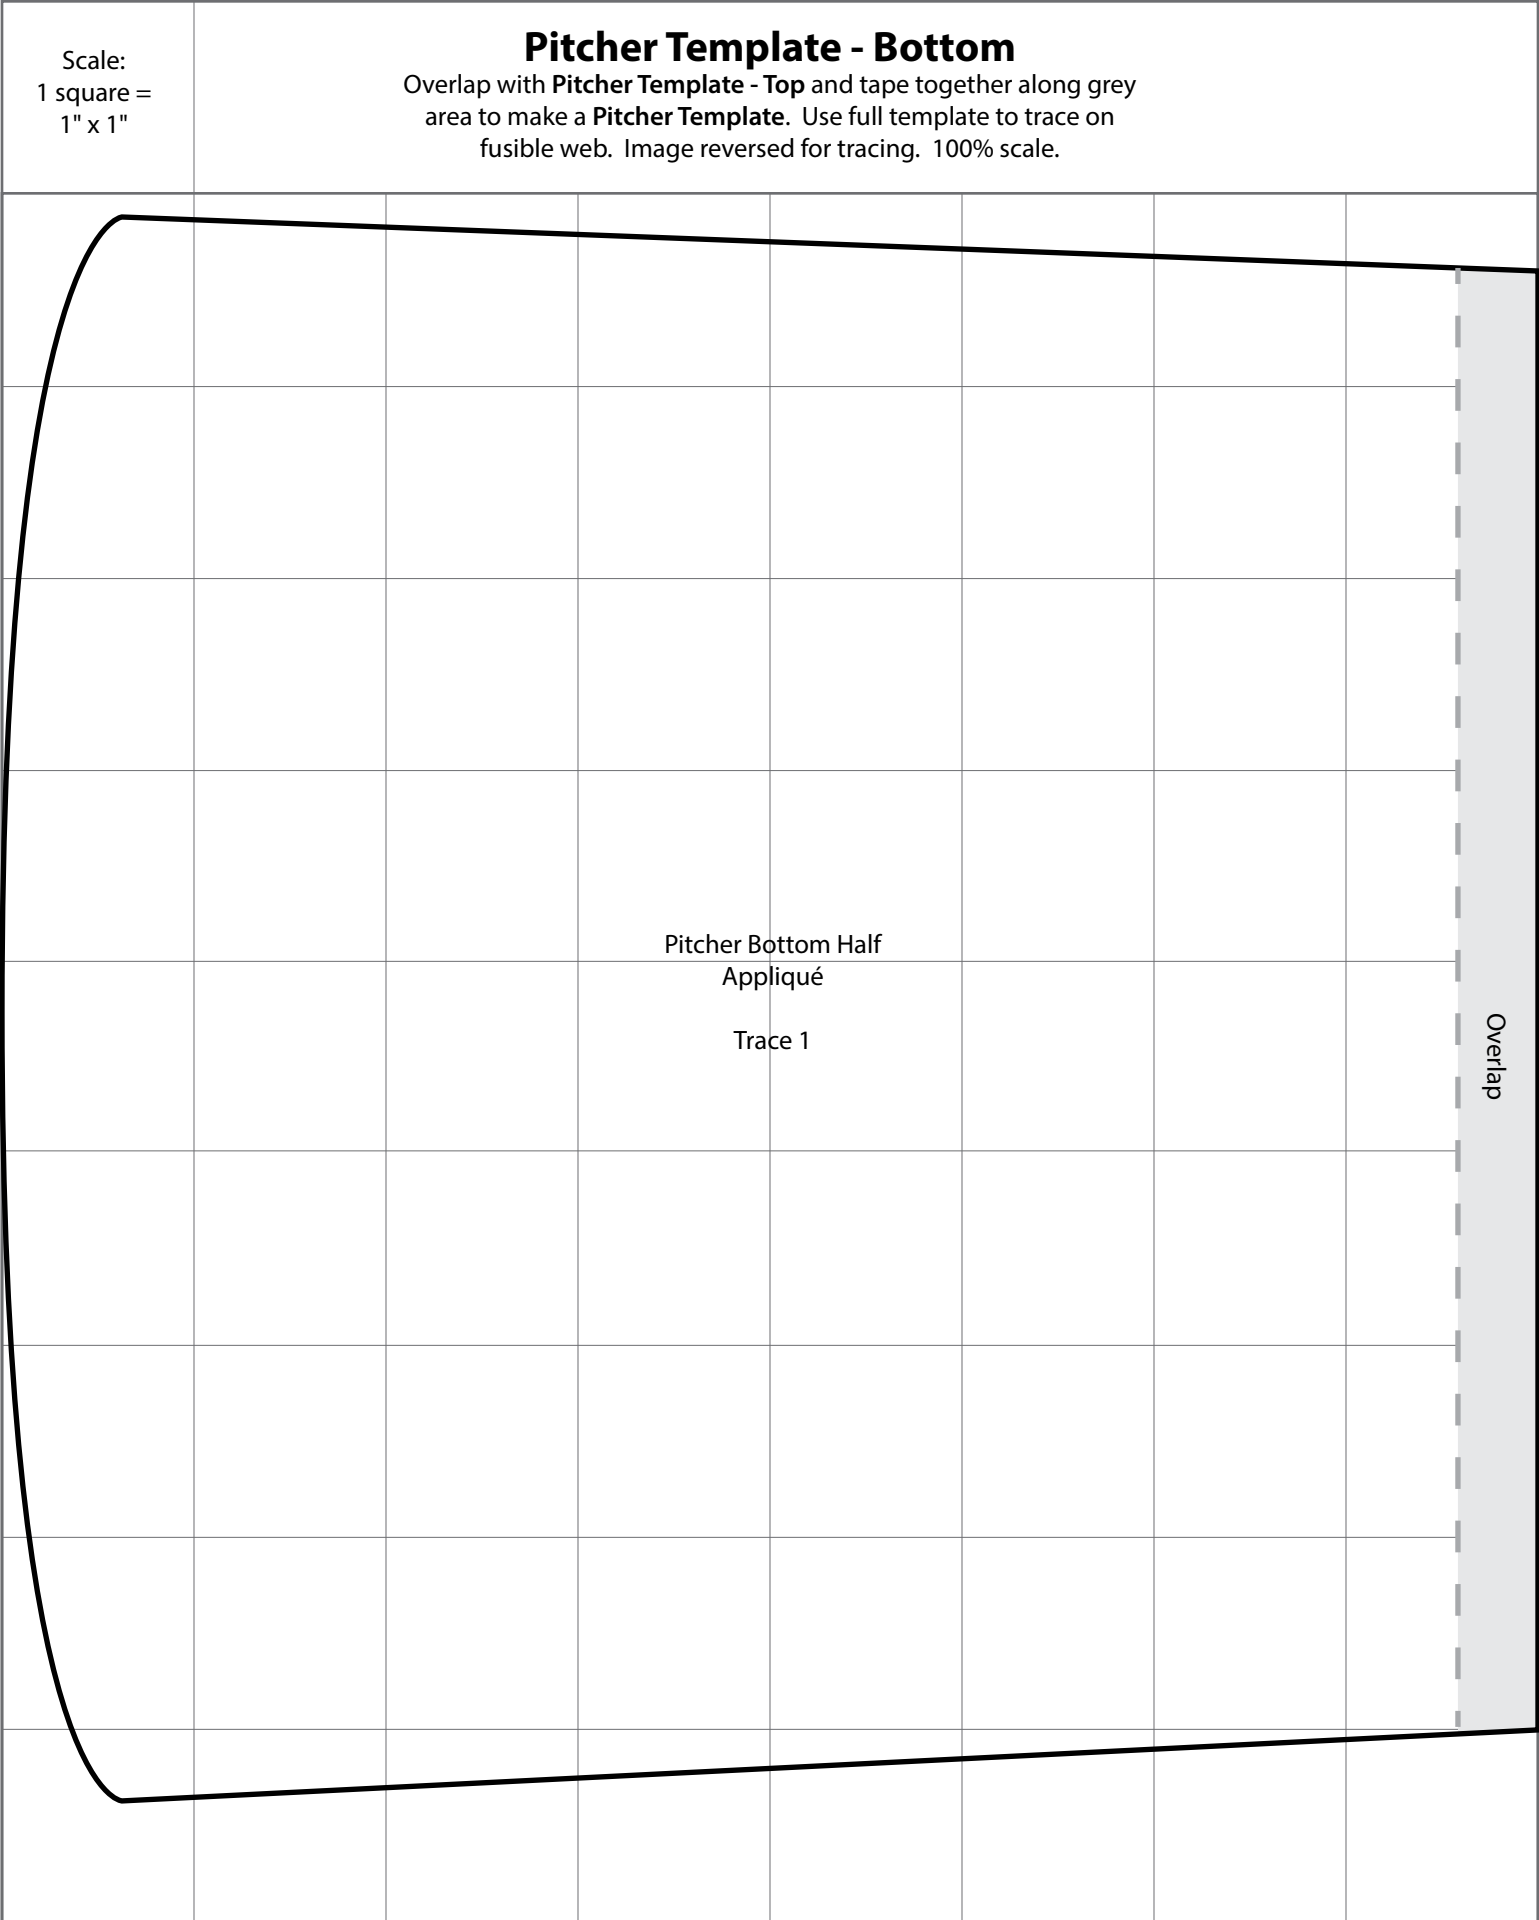 Scale:
1 square =
1" x 1"
Pitcher Template - Bottom
Overlap with Pitcher Template - Top and tape together along grey
area to make a Pitcher Template.  Use full template to trace on
fusible web.  Image reversed for tracing.  100% scale.
Pitcher Bottom Half
Appliqué
Trace 1
Overlap